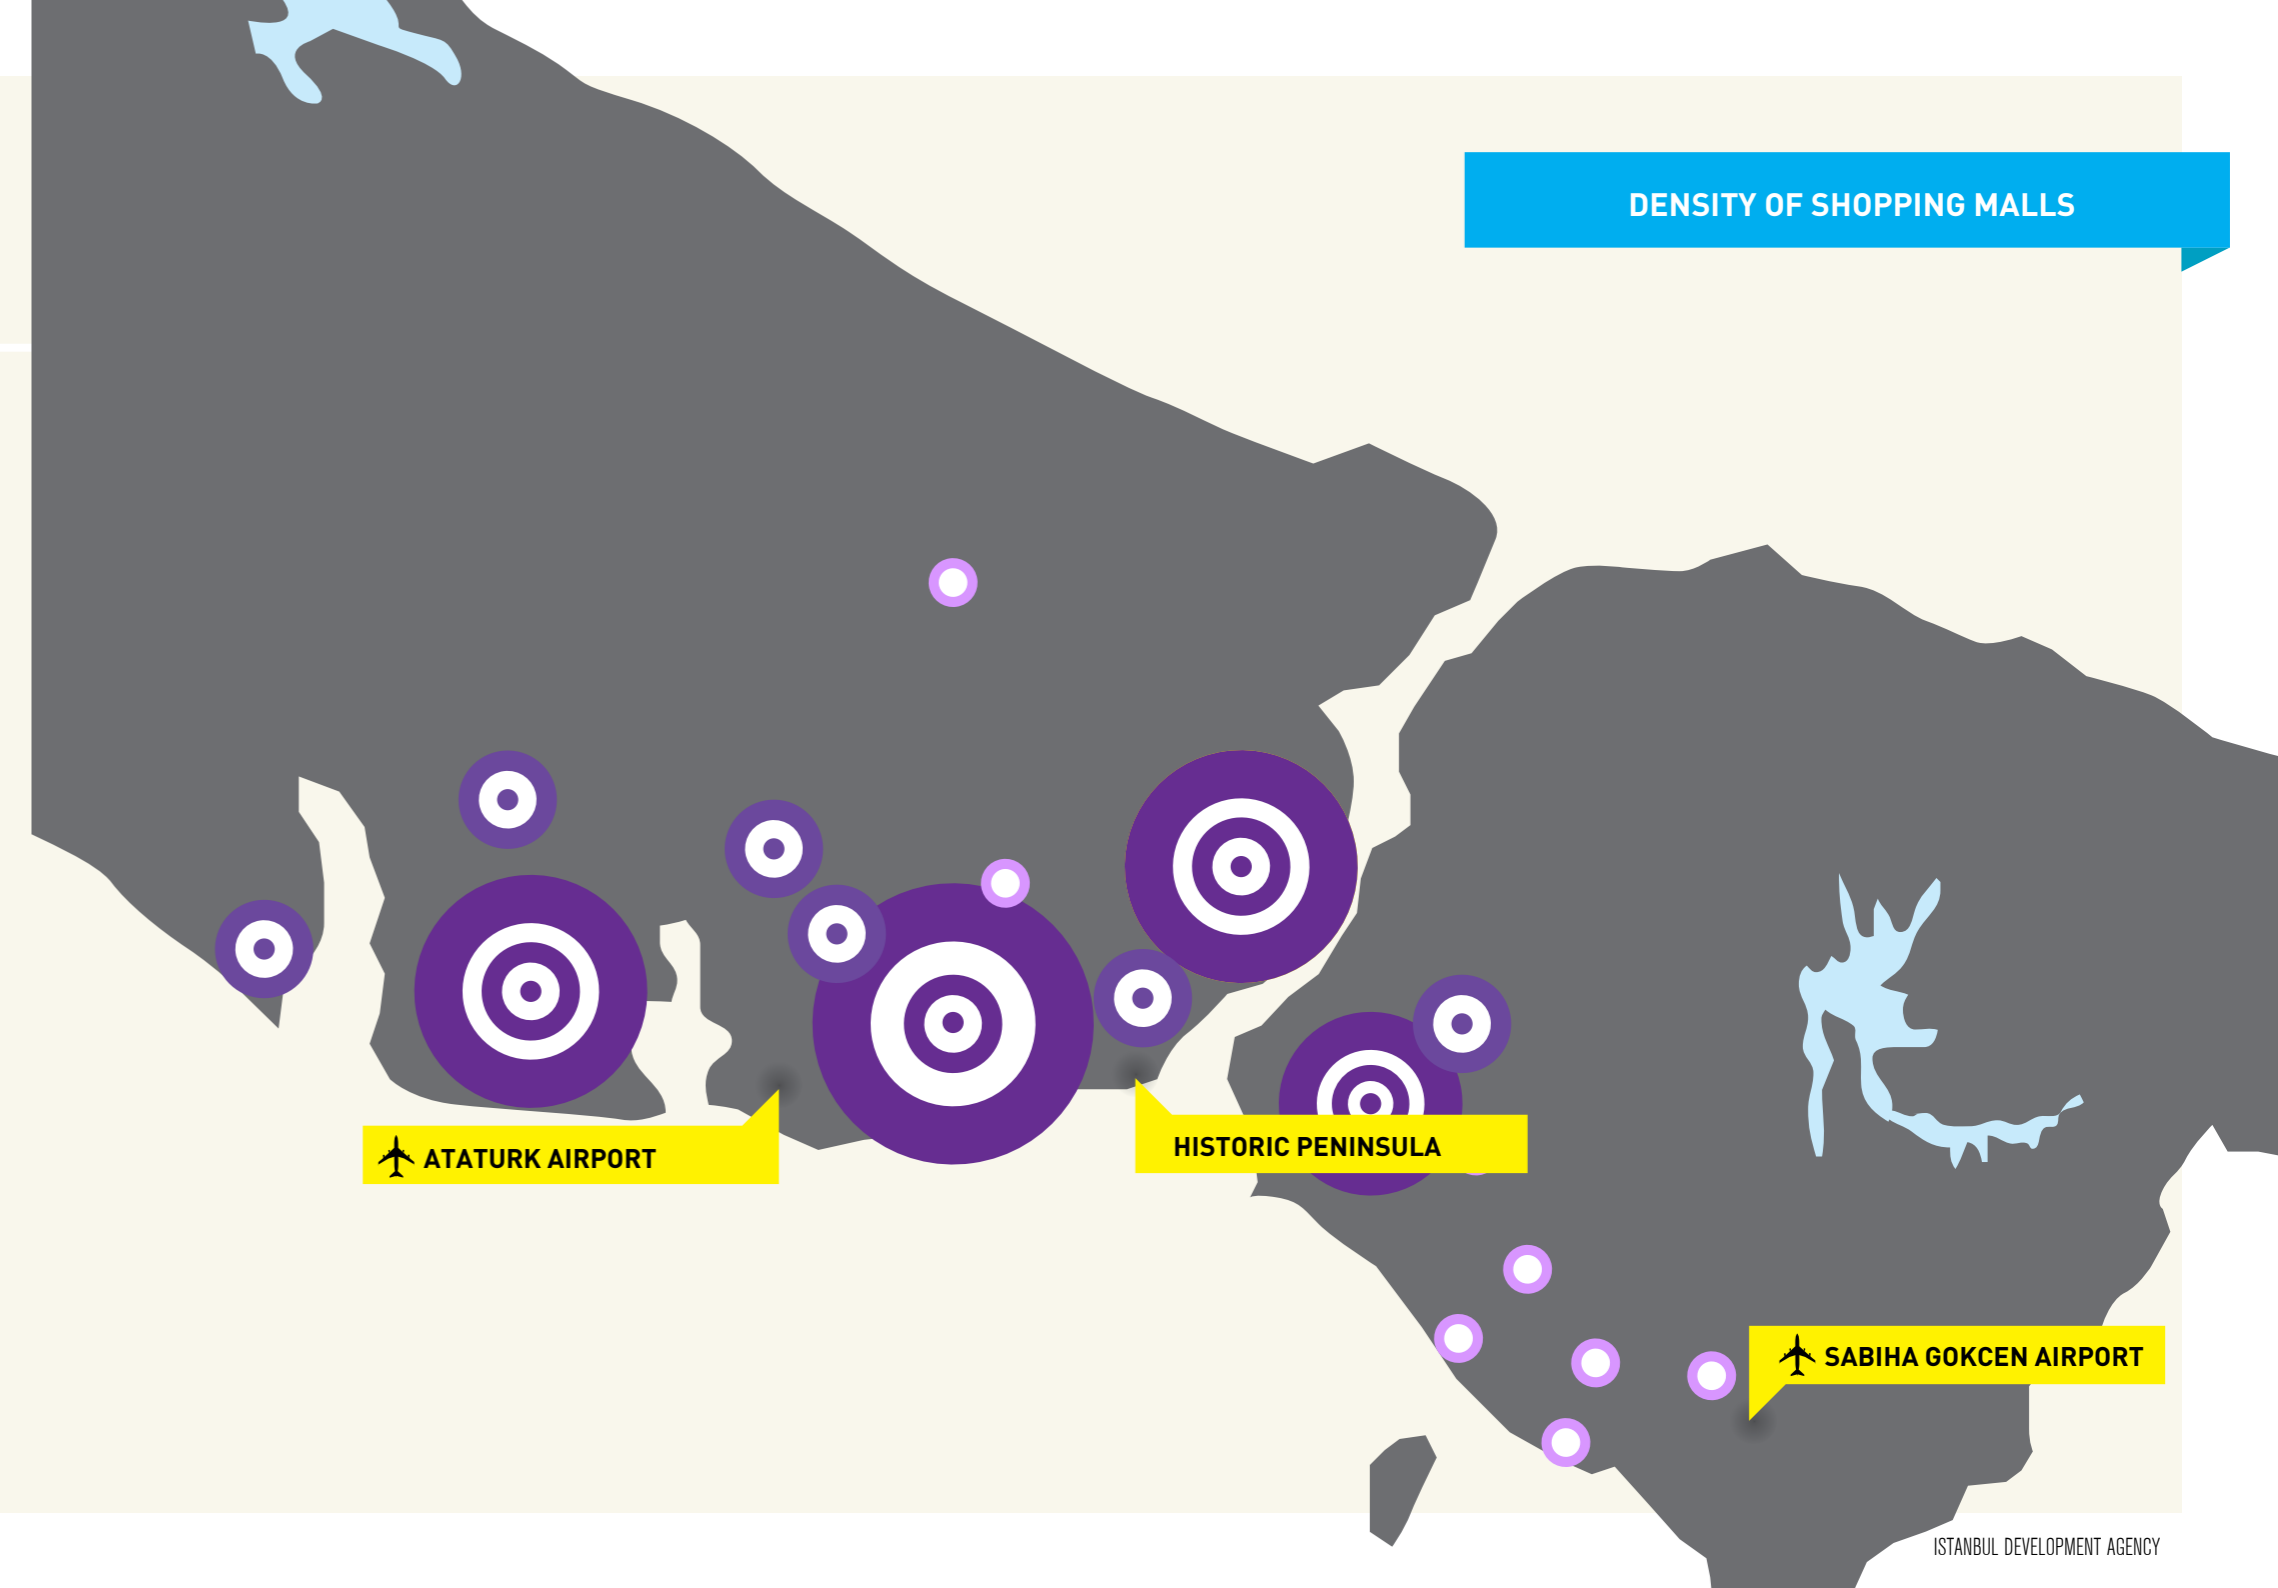 DENSITY OF SHOPPING MALLS
ATATURK AIRPORT
HISTORIC PENINSULA
SABIHA GOKCEN AIRPORT
ISTANBUL DEVELOPMENT AGENCY